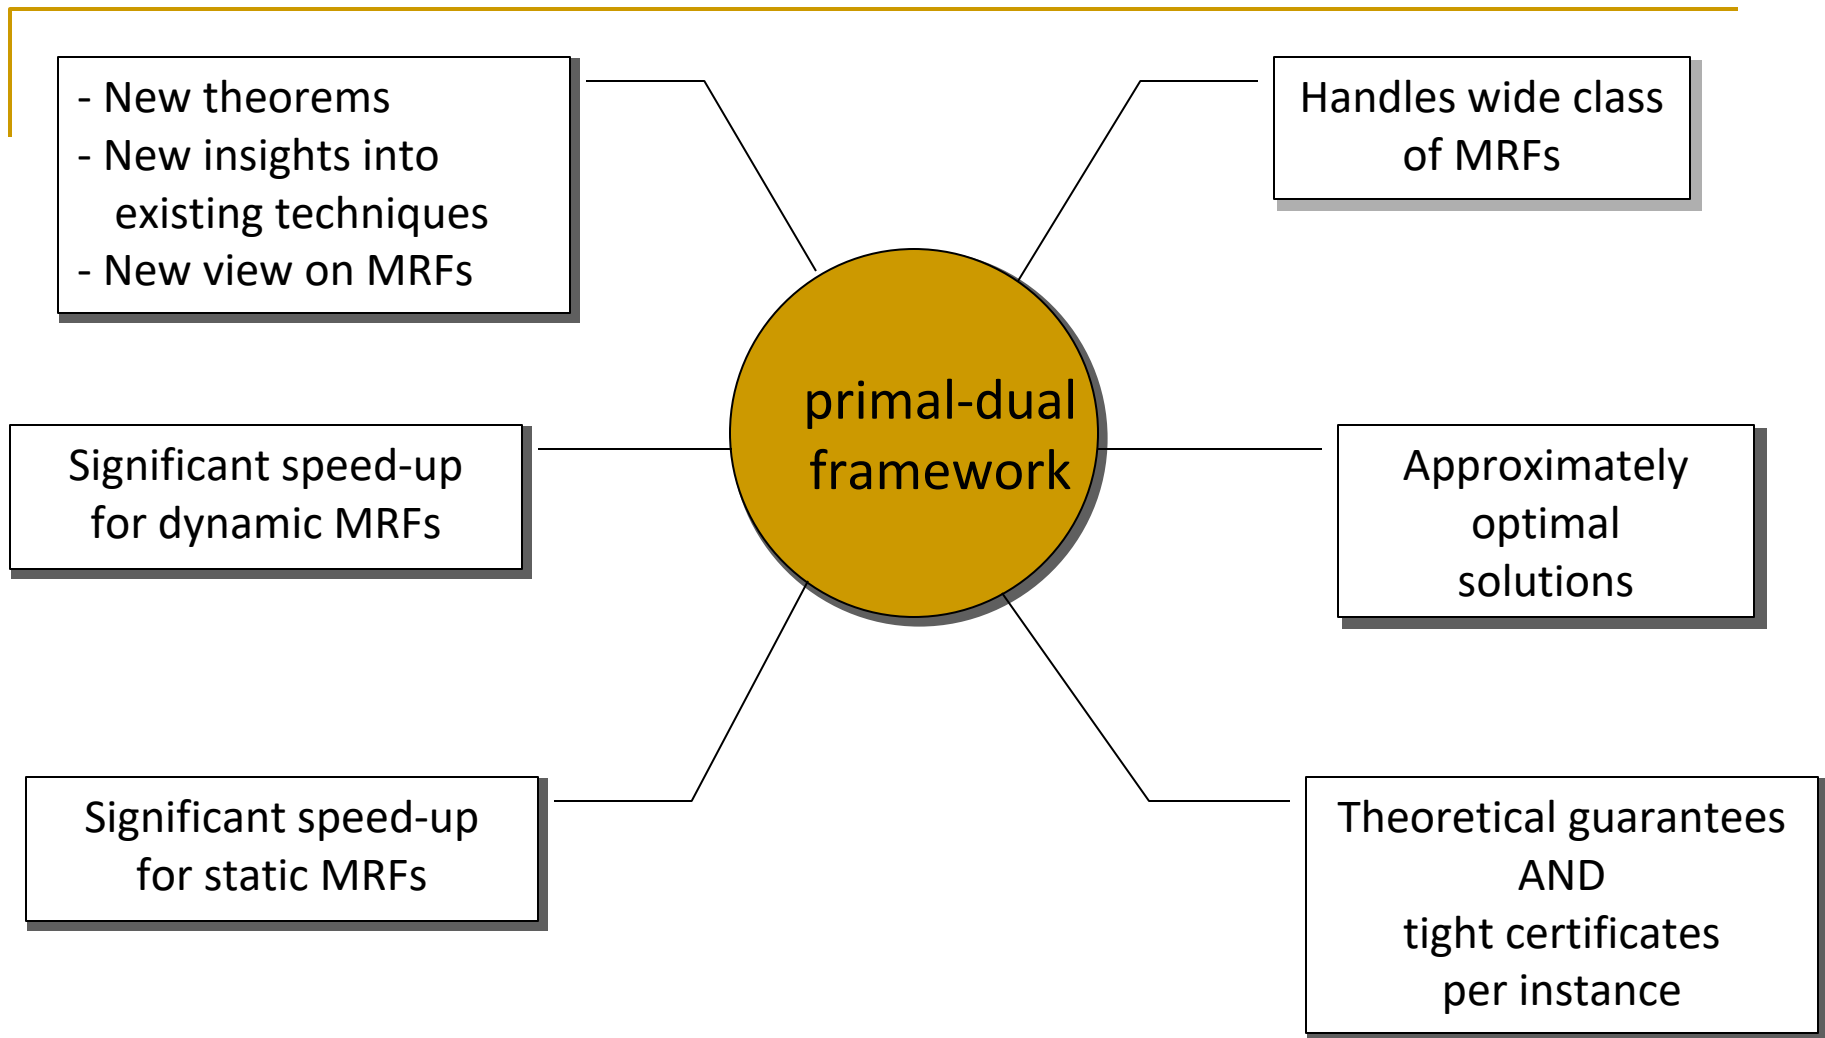 - New theorems
- New insights into
existing techniques
- New view on MRFs
Handles wide class
of MRFs
primal-dual
framework
Significant speed-up
for dynamic MRFs
Approximately
optimal
solutions
Significant speed-up
for static MRFs
Theoretical guarantees
AND
tight certificates
per instance